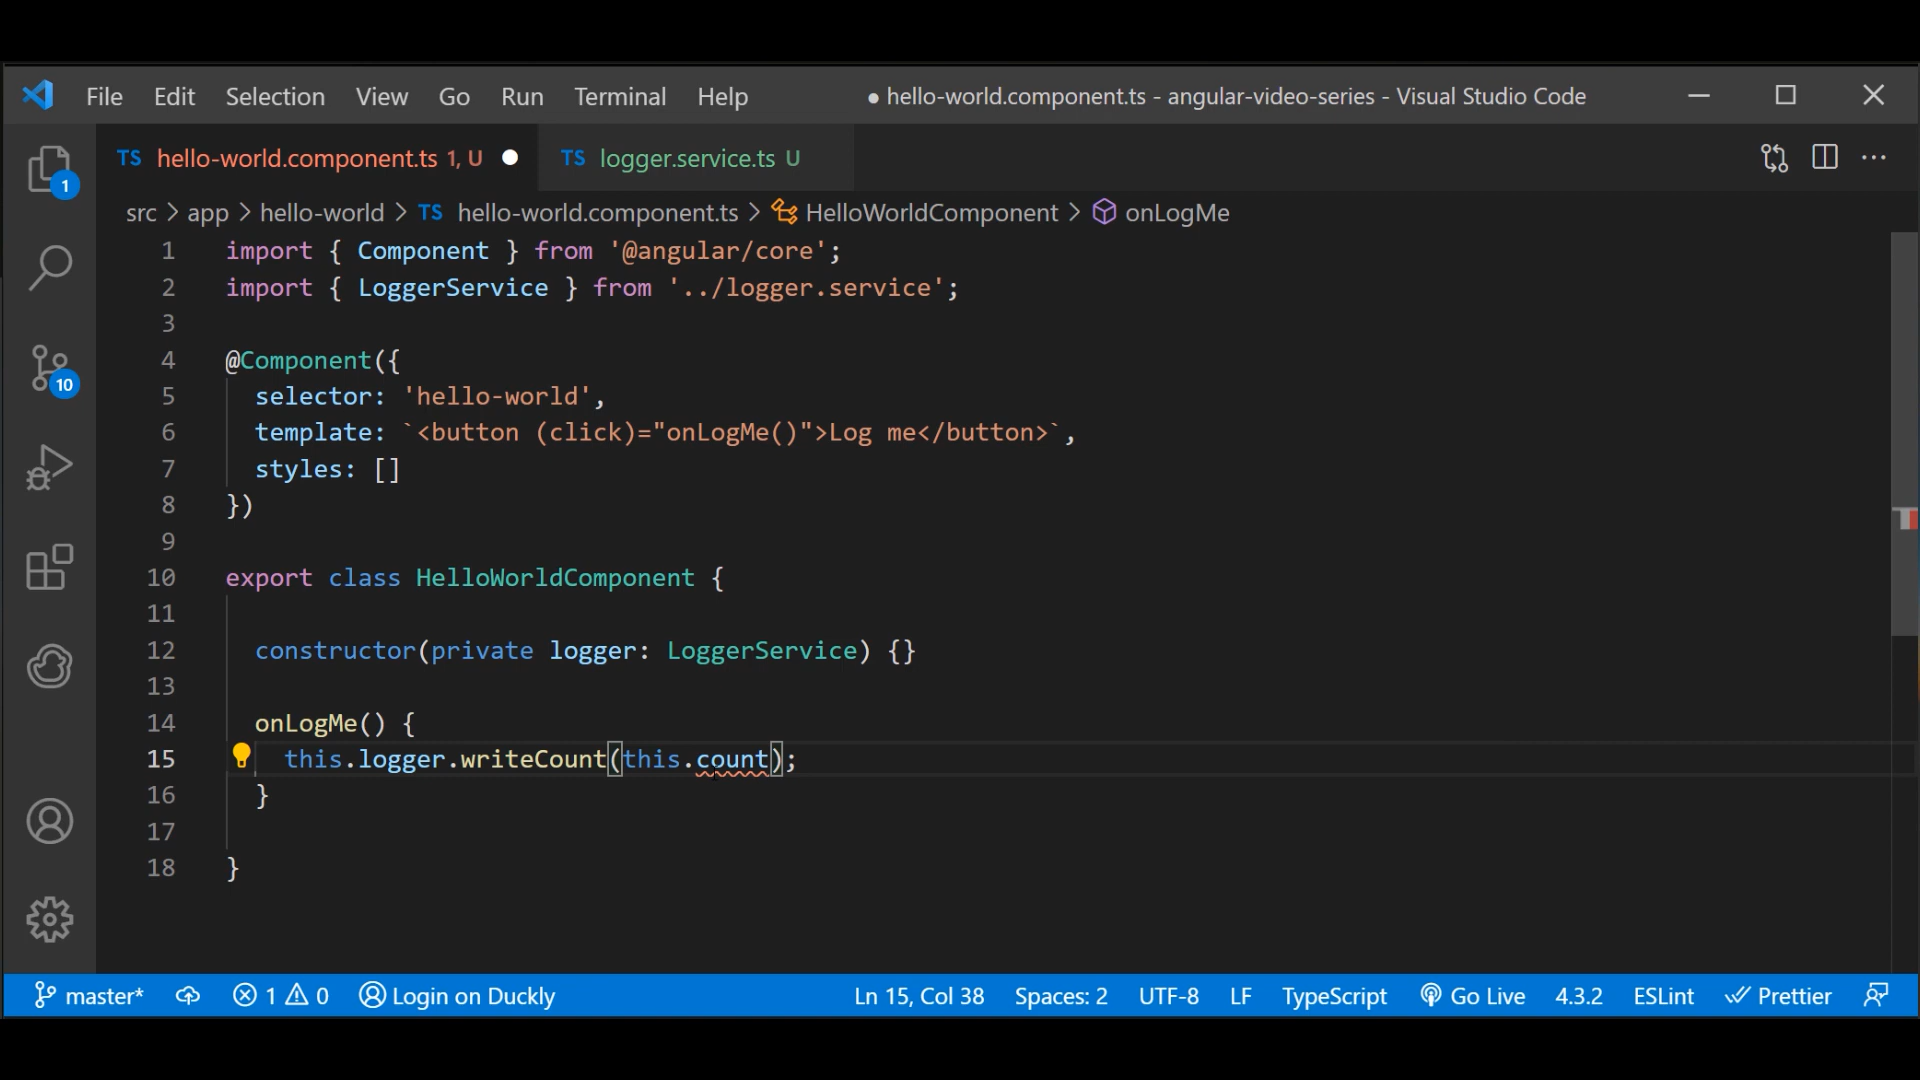 File Edit Selection View Go Run Terminal Help ● hello-world.component.ts - angular-video-series - Visual Studio Code
TS hello-world.component.ts 1, U TS logger.service.ts U
src > app > hello-world > TS hello-world.component.ts > HelloWorldComponent > onLogMe
1 import { Component } from '@angular/core';
2 import { LoggerService } from '../logger.service';
3
4 @Component({
5 selector: 'hello-world',
6 template: `<button (click)="onLogMe()">Log me</button>`,
7 styles: []
8 })
9
10 export class HelloWorldComponent {
11
12 constructor(private logger: LoggerService) {}
13
14 onLogMe() {
15 this.logger.writeCount(this.count);
16 }
17
18 }
1
10
master* 1 0 Login on Duckly Ln 15, Col 38 Spaces: 2 UTF-8 LF TypeScript Go Live 4.3.2 ESLint Prettier